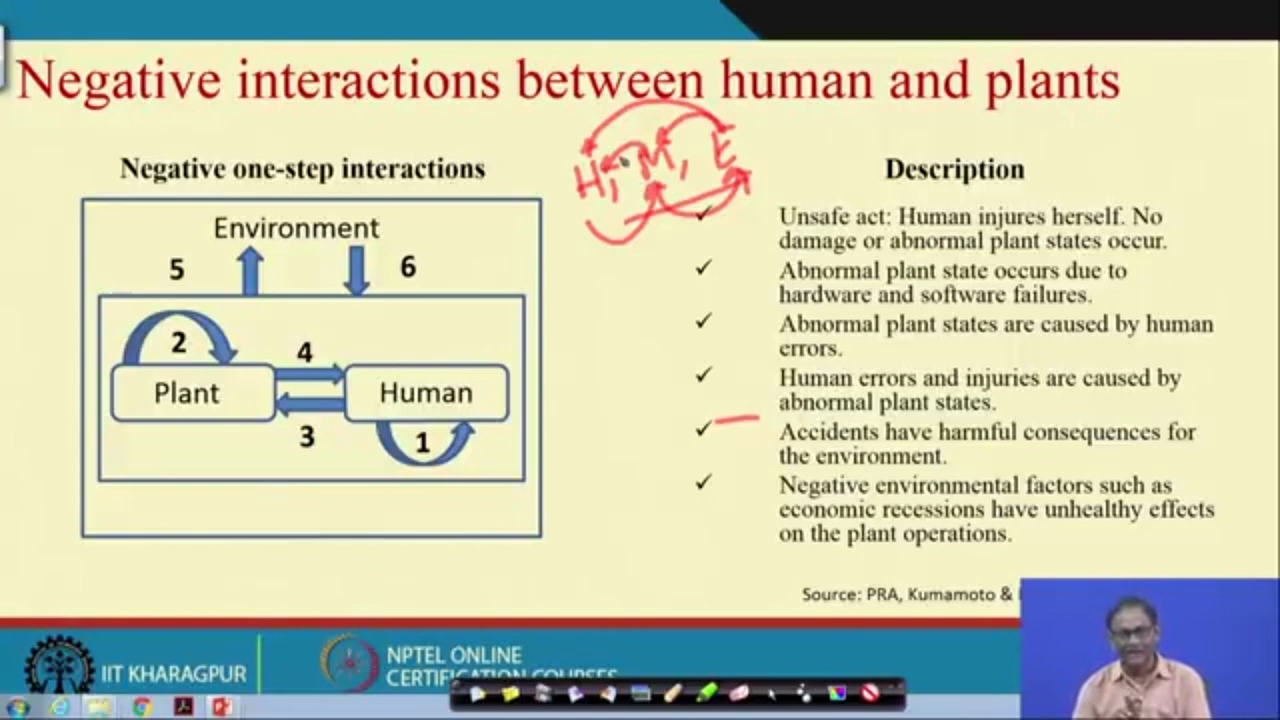 Negative interactions between human and plants
Negative one-step interactions
H, M, E
Description
Environment
5
6
2
4
Plant
Human
3
1
Unsafe act: Human injures herself. No
damage or abnormal plant states occur.
Abnormal plant state occurs due to
hardware and software failures.
Abnormal plant states are caused by human
errors.
Human errors and injuries are caused by
abnormal plant states.
Accidents have harmful consequences for
the environment.
Negative environmental factors such as
economic recessions have unhealthy effects
on the plant operations.
Source: PRA, Kumamoto &
IIT KHARAGPUR
NPTEL ONLINE
CERTIFICATION COURSES